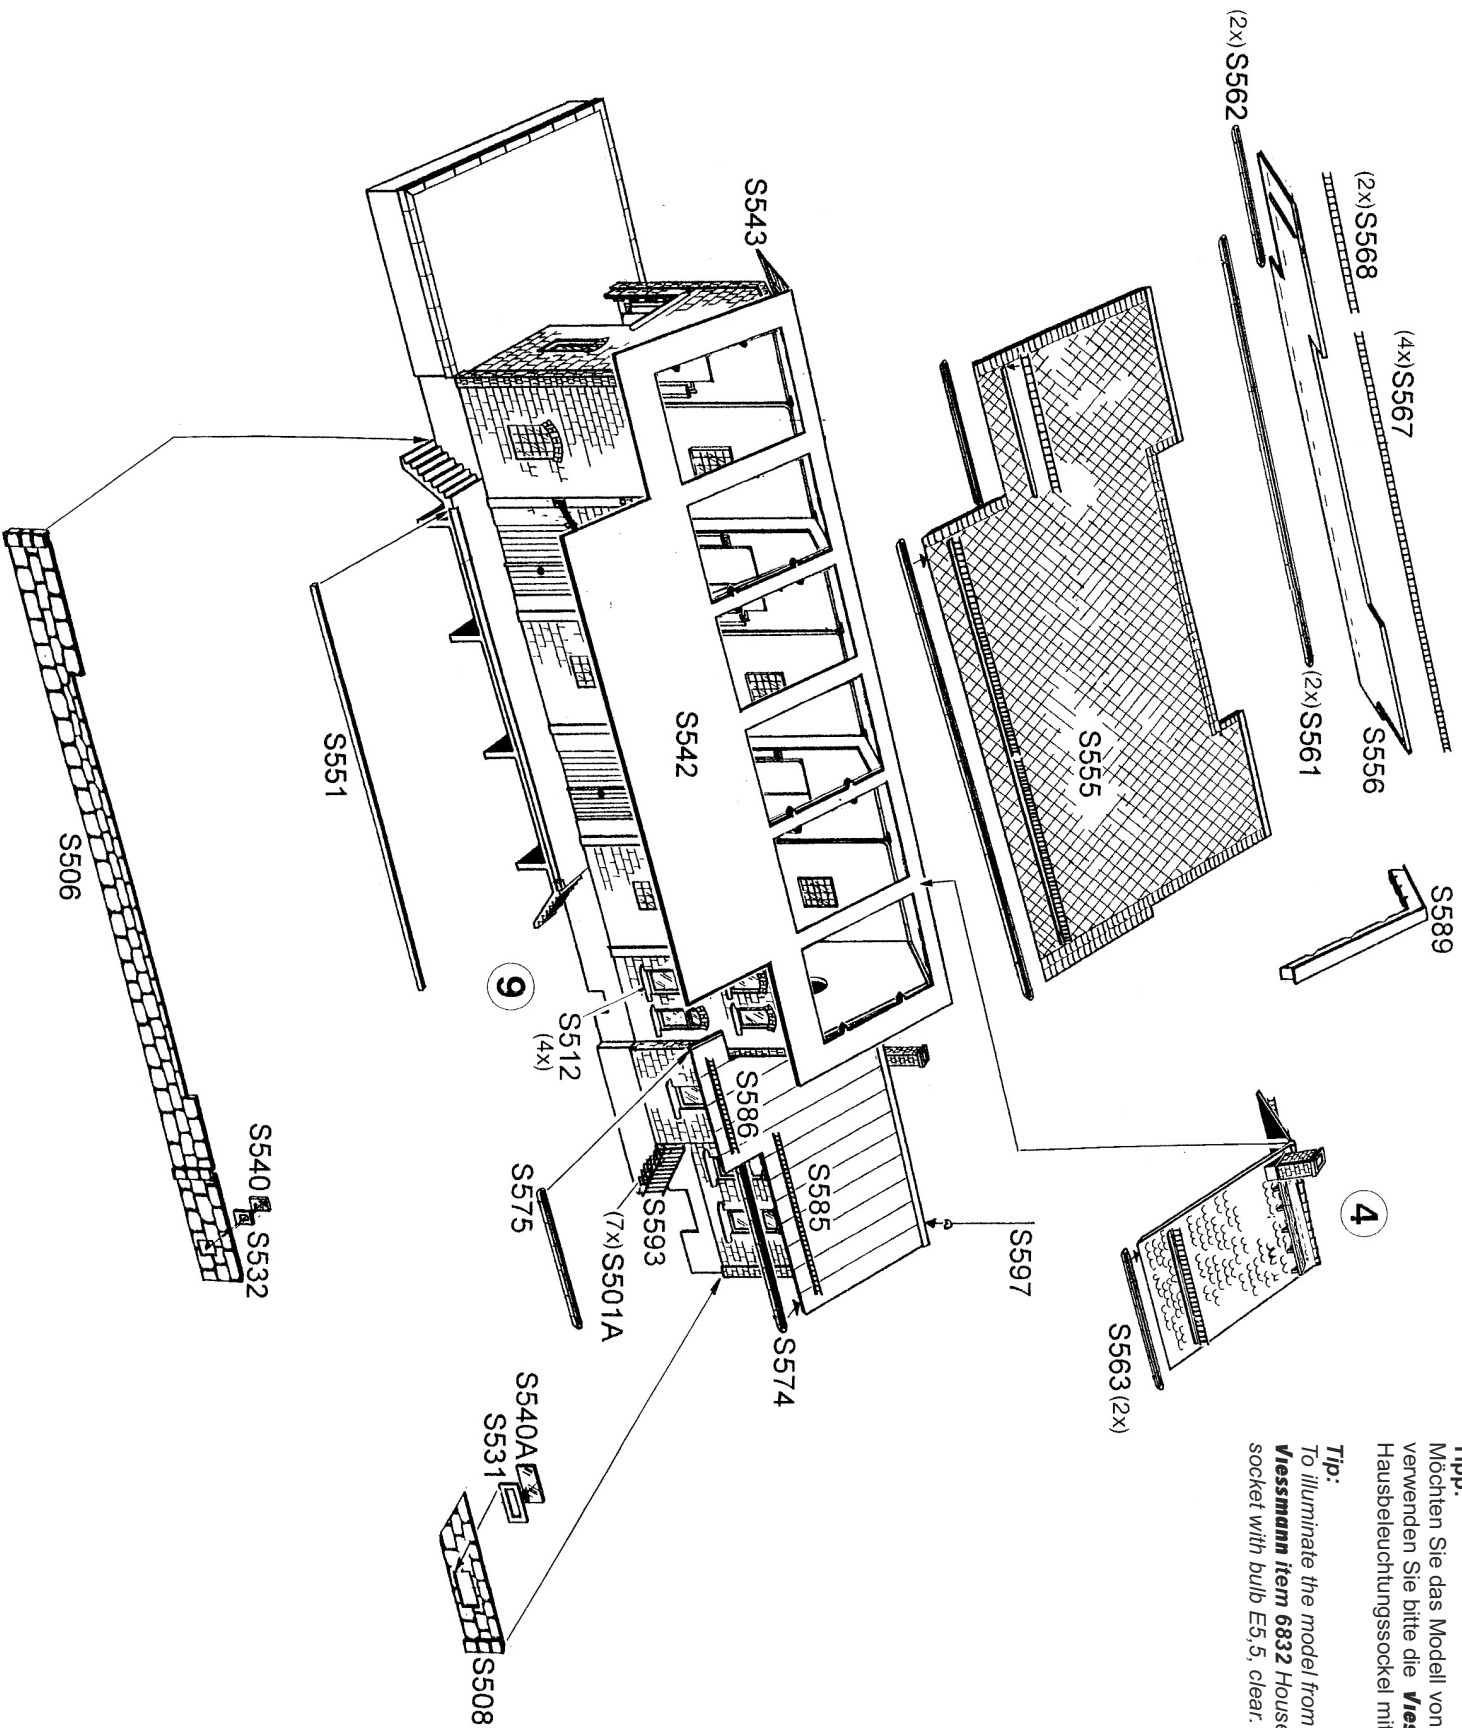 Tipp:
Möchten Sie das Modell von
verwenden Sie bitte die Vies
Hausbeleuchtungssockel mit
Tip:
To illuminate the model from
Viessmann item 6832 House
socket with bulb E5,5, clear.
S589
(4x)S567
(2x)S568
S556
4
(2x)S561
(2x)S562
S563 (2x)
S555
S597
S585
S574
S543
S586
S542
S593
(7x)S501A
S512
(4x)
S575
9
S540A
S531
S508
S551
S540
S532
S506